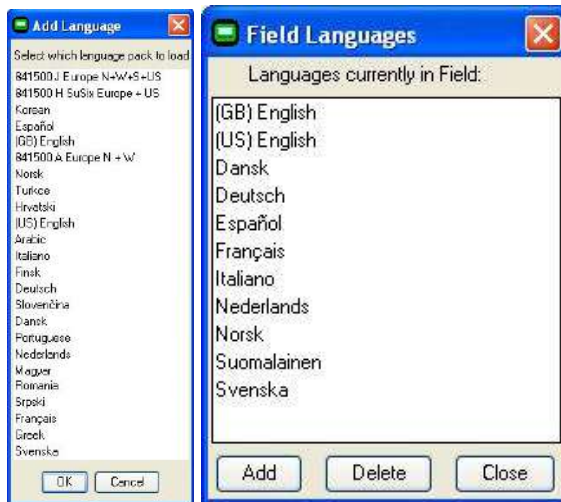 Add Language
Select which language pack to load
841500 J Europe N+W+S+US
841500 H SuSix Europe + US
Korean
Español
(GB) English
841500 A Europe N + W
Norsk
Turkce
Hrvatski
(US) English
Arabic
Italiano
Finsk
Deutsch
Slovenčina
Dansk
Portuguese
Nederlands
Magyar
Romania
Srpski
Français
Greek
Svenska
OK
Cancel
Field Languages
Languages currently in Field:
(GB) English
(US) English
Dansk
Deutsch
Español
Français
Italiano
Nederlands
Norsk
Suomalainen
Svenska
Add
Delete
Close